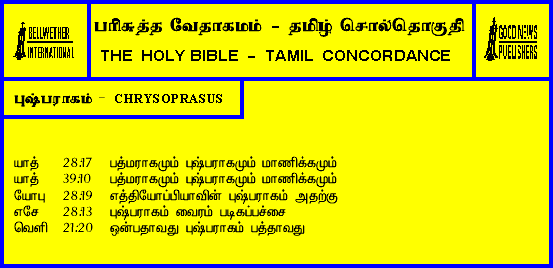 BELLWETHER
INTERNATIONAL
பரிசுத்த வேதாகமம் - தமிழ் சொல்தொகுதி
THE HOLY BIBLE - TAMIL CONCORDANCE
GOOD NEWS
PUBLISHERS
புஷ்பராகம் - CHRYSOPRASUS
யாத் 28:17 பத்மராகமும் புஷ்பராகமும் மாணிக்கமும்
யாத் 39:10 பத்மராகமும் புஷ்பராகமும் மாணிக்கமும்
யோபு 28:19 எத்தியோப்பியாவின் புஷ்பராகம் அதற்கு
எசே 28:13 புஷ்பராகம் வைரம் படிகப்பச்சை
வெளி 21:20 ஒன்பதாவது புஷ்பராகம் பத்தாவது